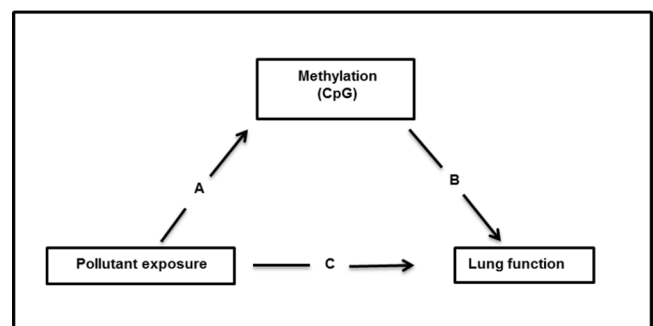 Methylation
(CpG)
A
B
Pollutant exposure
C
Lung function